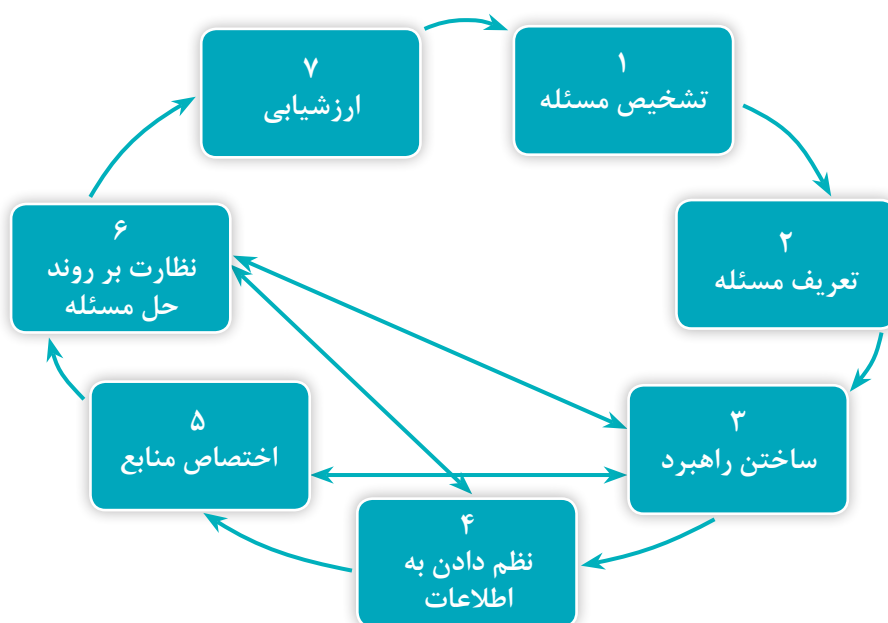 ۱
تشخیص مسئله
۲
تعریف مسئله
۳
ساختن راهبرد
۴
نظم دادن به
اطلاعات
۵
اختصاص منابع
۶
نظارت بر روند
حل مسئله
۷
ارزشیابی